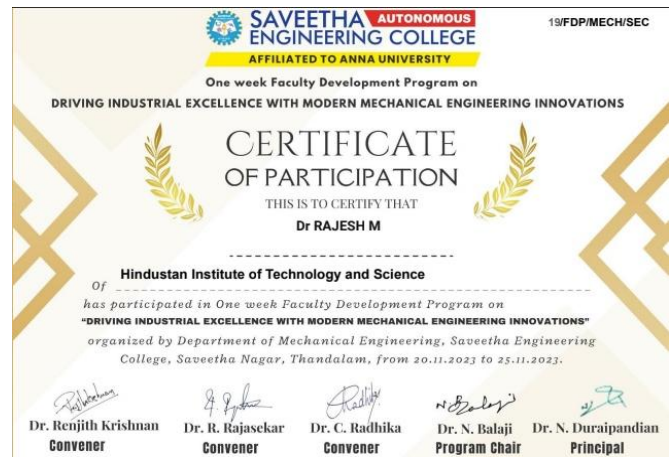 SAVEETHA AUTONOMOUS
ENGINEERING COLLEGE
AFFILIATED TO ANNA UNIVERSITY
19/FDP/MECH/SEC
One week Faculty Development Program on
DRIVING INDUSTRIAL EXCELLENCE WITH MODERN MECHANICAL ENGINEERING INNOVATIONS
CERTIFICATE
OF PARTICIPATION
THIS IS TO CERTIFY THAT
Dr RAJESH M
Of Hindustan Institute of Technology and Science
has participated in One week Faculty Development Program on
"DRIVING INDUSTRIAL EXCELLENCE WITH MODERN MECHANICAL ENGINEERING INNOVATIONS"
organized by Department of Mechanical Engineering, Saveetha Engineering
College, Saveetha Nagar, Thandalam, from 20.11.2023 to 25.11.2023.
Dr. Renjith Krishnan Dr. R. Rajasekar Dr. C. Radhika Dr. N. Balaji Dr. N. Duraipandian
Convener Convener Convener Program Chair Principal